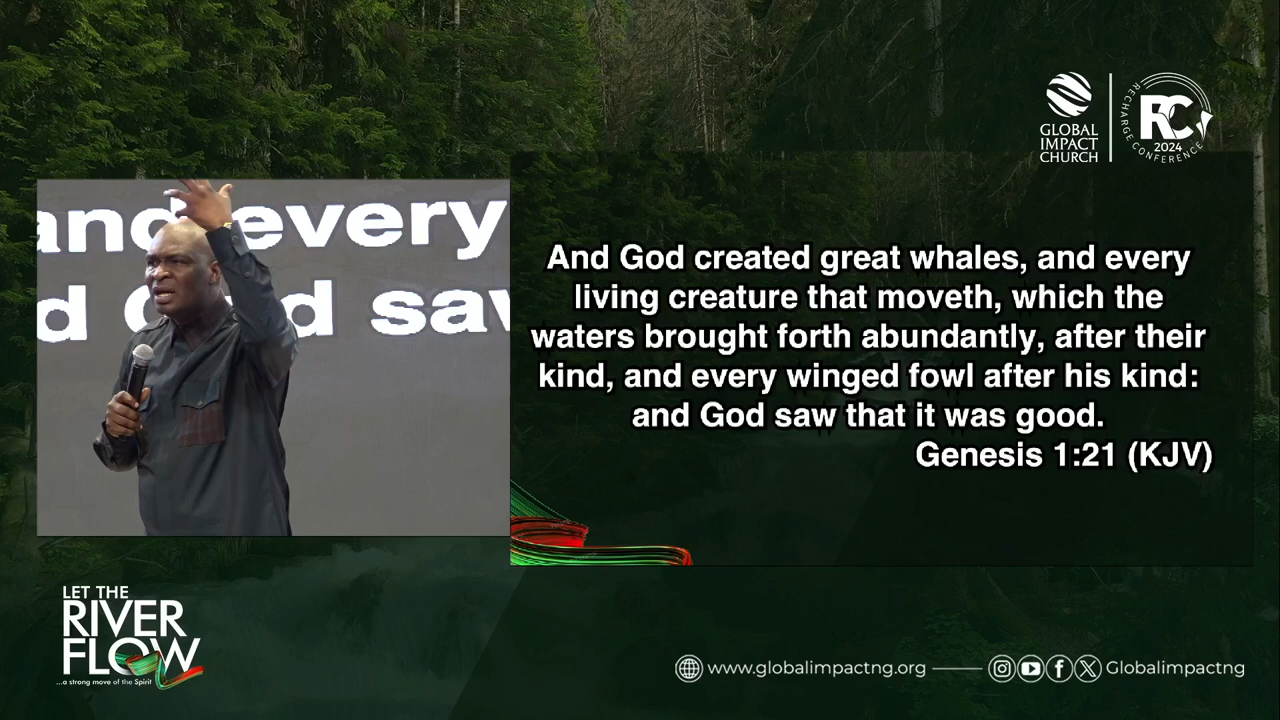 GLOBAL
IMPACT
CHURCH
RECHARGE CONFERENCE
RC
2024
and every
And God created great whales, and every
living creature that moveth, which the
waters brought forth abundantly, after their
kind, and every winged fowl after his kind:
and God saw that it was good.
Genesis 1:21 (KJV)
LET THE
RIVER
FLOW
...a strong move of the Spirit
www.globalimpactng.org
Globalimpactng